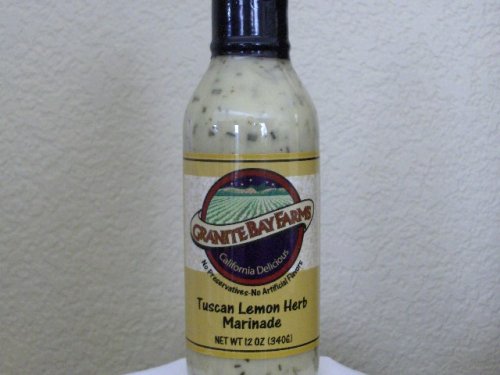 GRANITE BAY FARMS
California Delicious
No Preservatives-No Artificial Flavors
Tuscan Lemon Herb
Marinade
NET WT 12 OZ (340G)